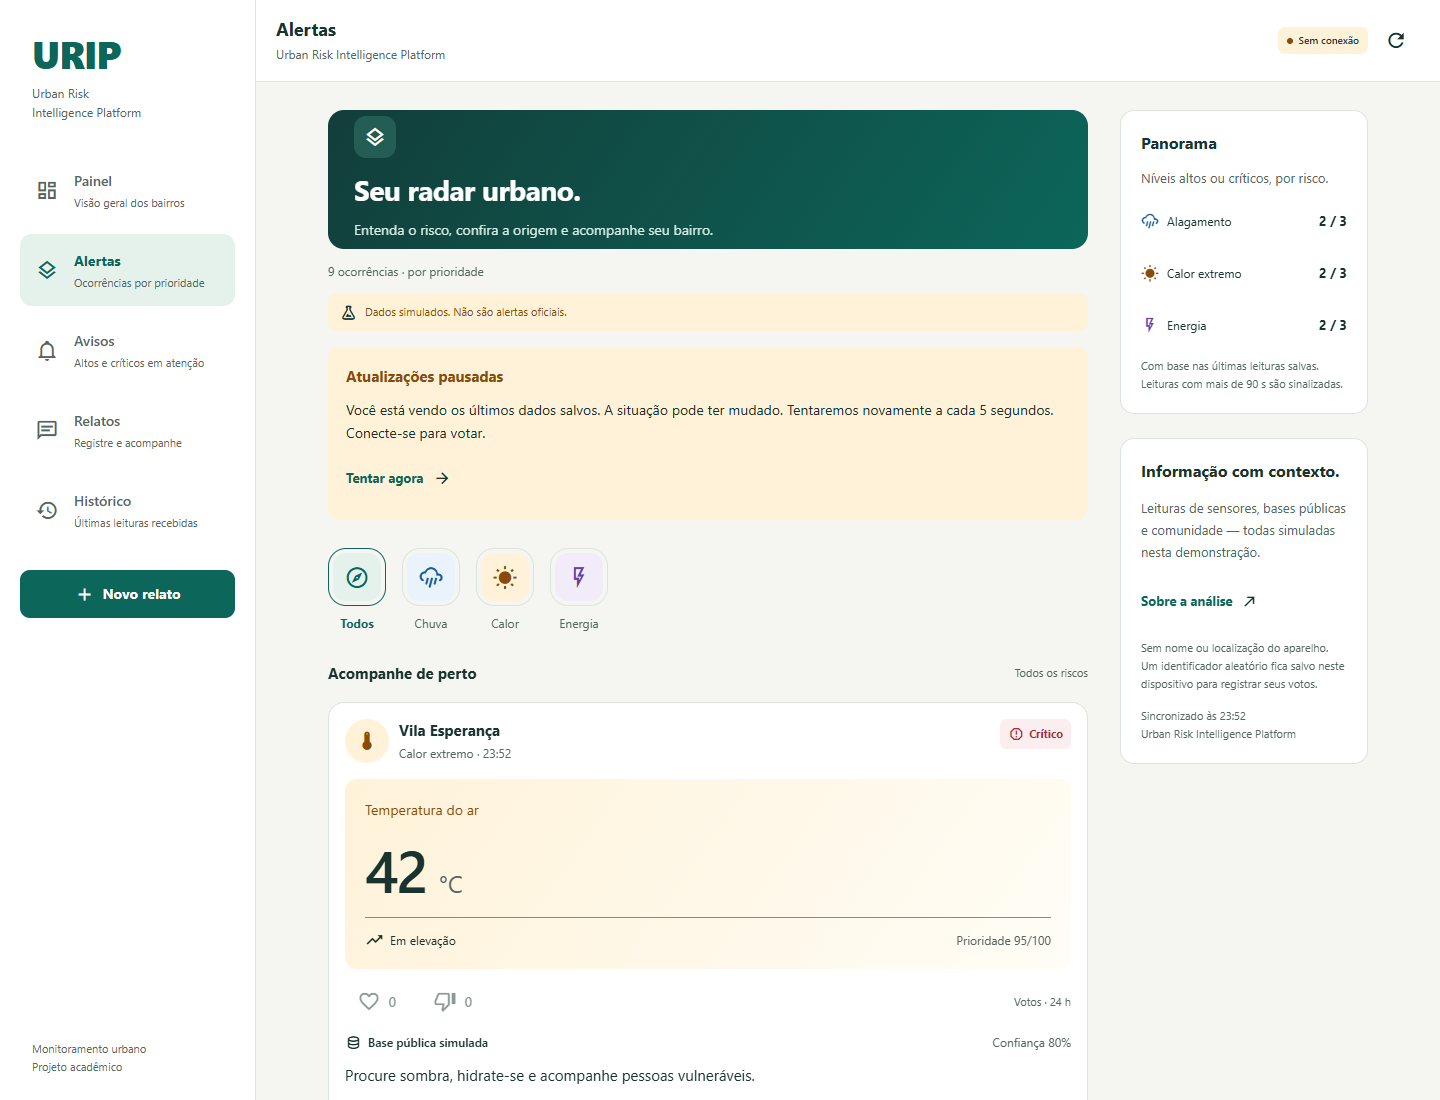 URIP
Urban Risk
Intelligence Platform
Painel
Visão geral dos bairros
Alertas
Ocorrências por prioridade
Avisos
Altos e críticos em atenção
Relatos
Registre e acompanhe
Histórico
Últimas leituras recebidas
Novo relato
Monitoramento urbano
Projeto acadêmico
Alertas
Urban Risk Intelligence Platform
Sem conexão
Seu radar urbano.
Entenda o risco, confira a origem e acompanhe seu bairro.
9 ocorrências · por prioridade
Dados simulados. Não são alertas oficiais.
Atualizações pausadas
Você está vendo os últimos dados salvos. A situação pode ter mudado. Tentaremos novamente a cada 5 segundos.
Conecte-se para votar.
Tentar agora
Todos
Chuva
Calor
Energia
Acompanhe de perto
Todos os riscos
Vila Esperança
Calor extremo · 23:52
Crítico
Temperatura do ar
42 °C
Em elevação
Prioridade 95/100
0
0
Votos · 24 h
Base pública simulada
Confiança 80%
Procure sombra, hidrate-se e acompanhe pessoas vulneráveis.
Panorama
Níveis altos ou críticos, por risco.
Alagamento 2 / 3
Calor extremo 2 / 3
Energia 2 / 3
Com base nas últimas leituras salvas.
Leituras com mais de 90 s são sinalizadas.
Informação com contexto.
Leituras de sensores, bases públicas
e comunidade — todas simuladas
nesta demonstração.
Sobre a análise
Sem nome ou localização do aparelho.
Um identificador aleatório fica salvo neste
dispositivo para registrar seus votos.
Sincronizado às 23:52
Urban Risk Intelligence Platform